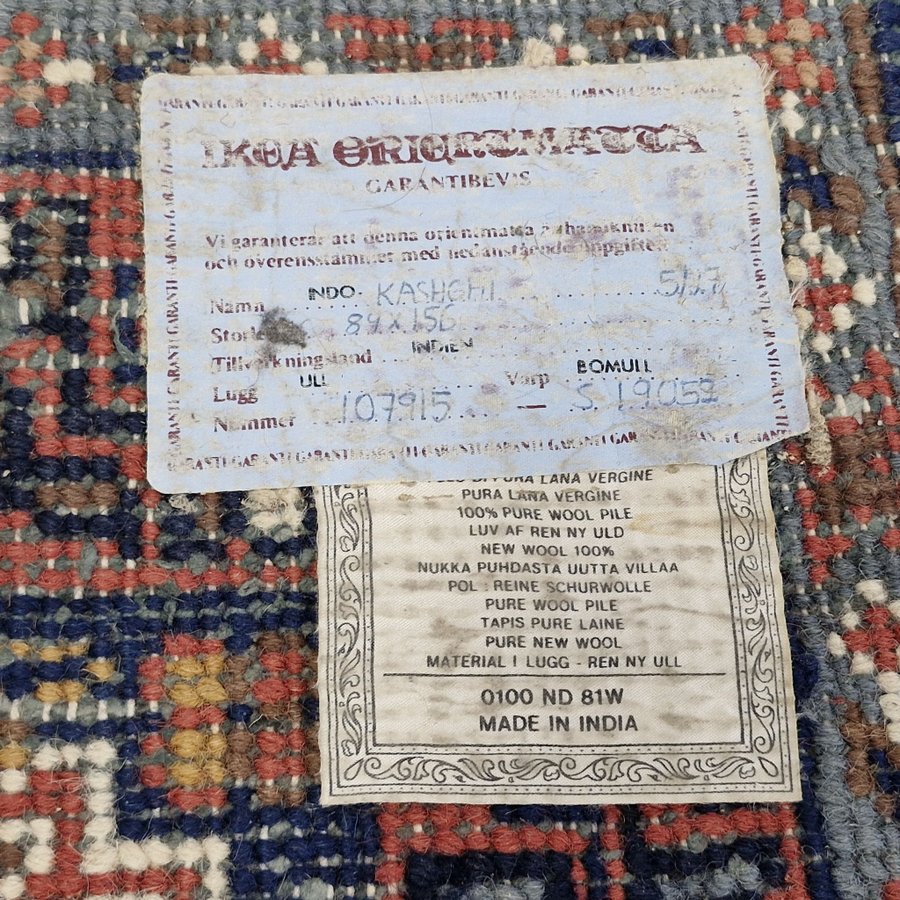 IKEA ORIENTMATTA
GARANTIBEVIS
Vi garanterar att denna orientmatta är handknuten
och överensstämmer med nedanstående uppgifter
Namn INDO. KASHGHI
Storlek 89 x 156
Tillverkningsland INDIEN
Lugg ULL Varp BOMULL
Nummer 107915 — S. 19052
PURA LANA VERGINE
PURA LANA VERGINE
100% PURE WOOL PILE
LUV AF REN NY ULD
NEW WOOL 100%
NUKKA PUHDASTA UUTTA VILLAA
POL : REINE SCHURWOLLE
PURE WOOL PILE
TAPIS PURE LAINE
PURE NEW WOOL
MATERIAL I LUGG - REN NY ULL
0100 ND 81W
MADE IN INDIA